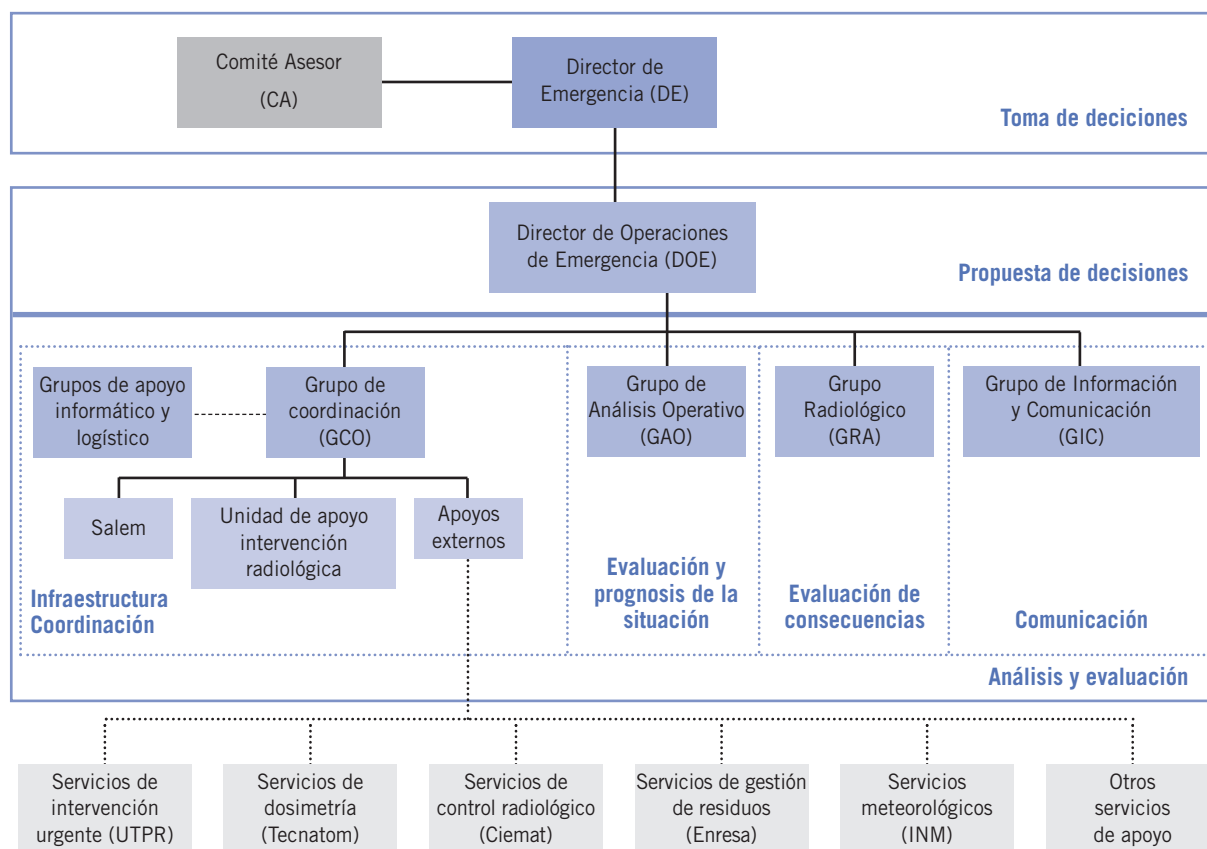 Comité Asesor
(CA)
Director de
Emergencia (DE)
Toma de deciciones
Director de Operaciones
de Emergencia (DOE)
Propuesta de decisiones
Grupos de apoyo
informático y
logístico
Grupo de
coordinación
(GCO)
Grupo de
Análisis Operativo
(GAO)
Grupo
Radiológico
(GRA)
Grupo de Información
y Comunicación
(GIC)
Salem
Unidad de apoyo
intervención
radiológica
Apoyos
externos
Infraestructura
Coordinación
Evaluación y
prognosis de la
situación
Evaluación de
consecuencias
Comunicación
Análisis y evaluación
Servicios de
intervención
urgente (UTPR)
Servicios de
dosimetría
(Tecnatom)
Servicios de
control radiológico
(Ciemat)
Servicios de gestión
de residuos
(Enresa)
Servicios
meteorológicos
(INM)
Otros
servicios
de apoyo